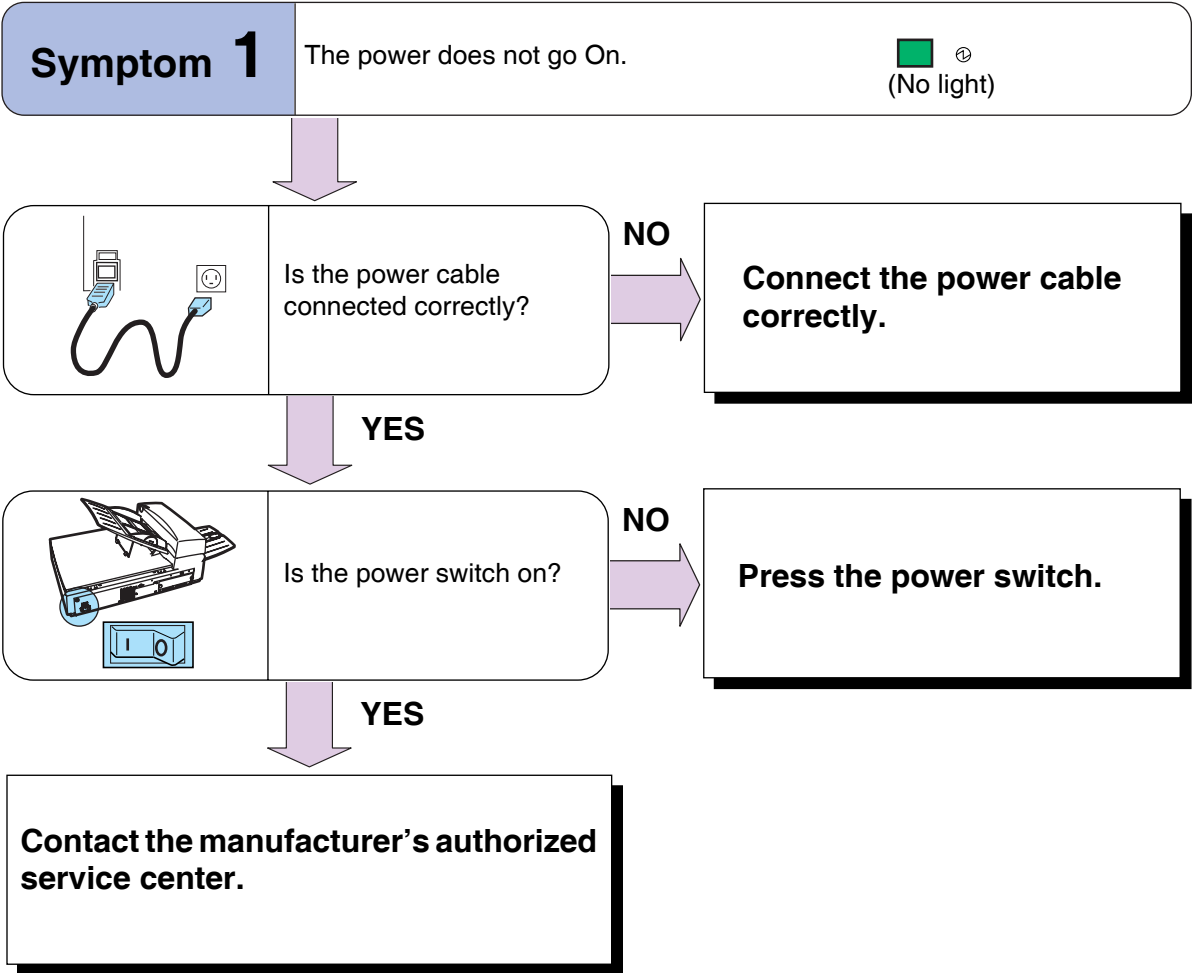 Symptom 1
The power does not go On.
(No light)
Is the power cable
connected correctly?
NO
Connect the power cable
correctly.
YES
Is the power switch on?
NO
Press the power switch.
I O
YES
Contact the manufacturer’s authorized
service center.